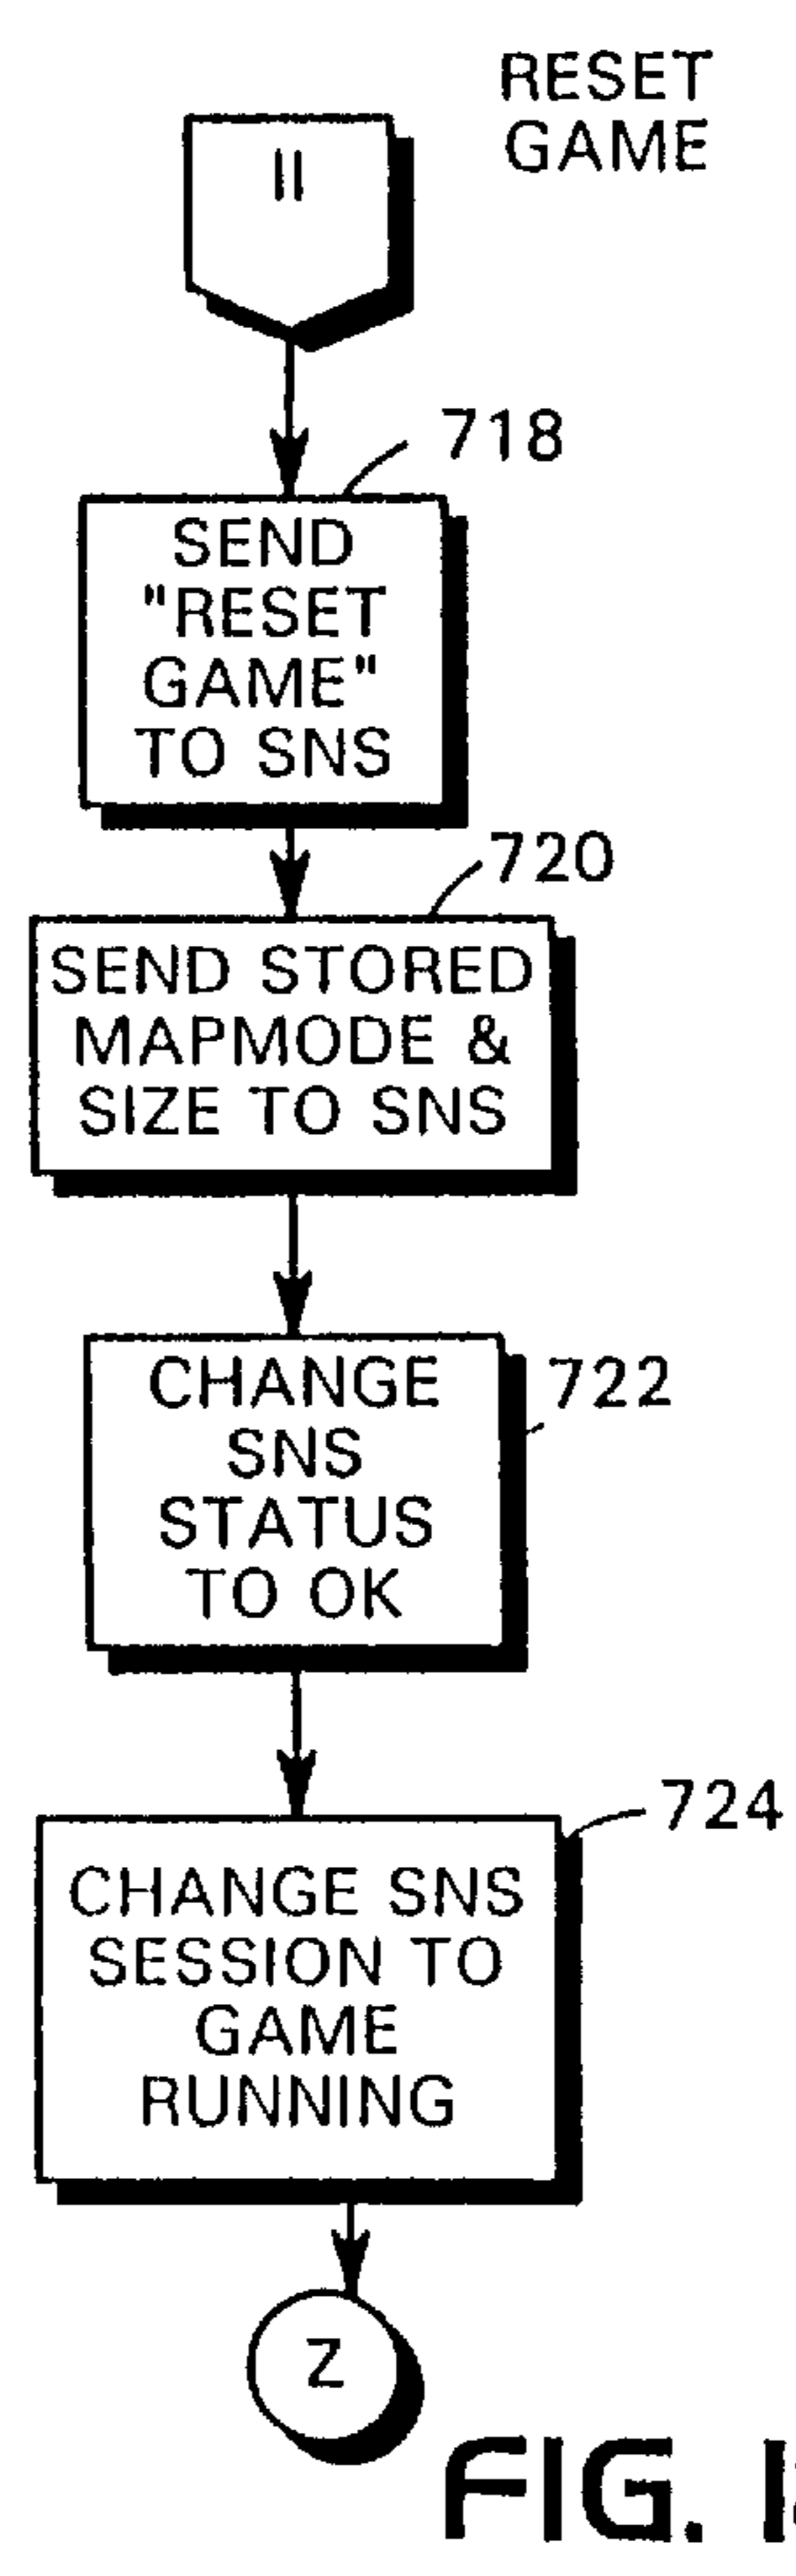 RESET
GAME
II
718
SEND
"RESET
GAME"
TO SNS
720
SEND STORED
MAPMODE &
SIZE TO SNS
722
CHANGE
SNS
STATUS
TO OK
724
CHANGE SNS
SESSION TO
GAME
RUNNING
Z
FIG.